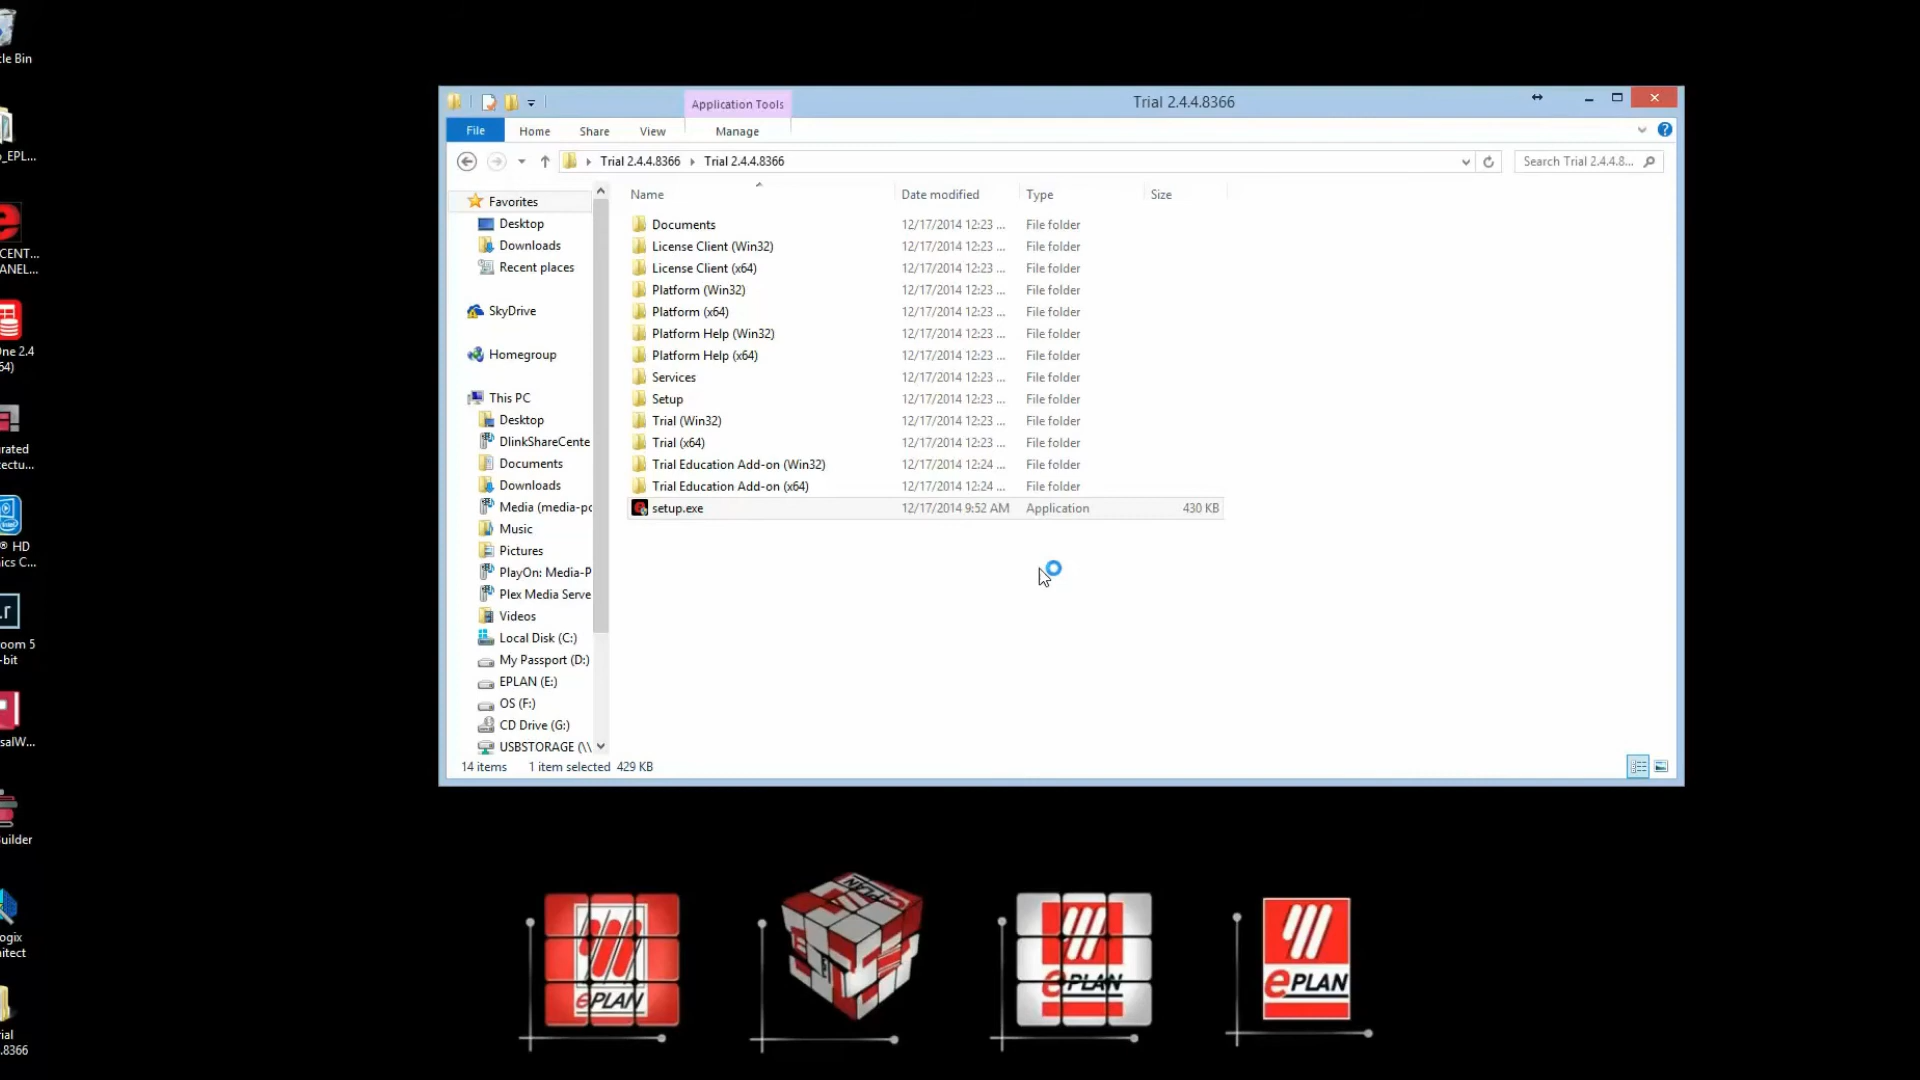 cle Bin
o_EPL...
CENT...
ANEL...
One 2.4
64)
rated
tectu...
® HD
ics C...
room 5
-bit
rsalW...
Builder
ogix
hitect
rial
.8366
Application Tools
Trial 2.4.4.8366
File
Home
Share
View
Manage
Trial 2.4.4.8366
Trial 2.4.4.8366
Search Trial 2.4.4.8...
Favorites
Desktop
Downloads
Recent places
SkyDrive
Homegroup
This PC
Desktop
DlinkShareCente
Documents
Downloads
Media (media-pc
Music
Pictures
PlayOn: Media-P
Plex Media Serve
Videos
Local Disk (C:)
My Passport (D:)
EPLAN (E:)
OS (F:)
CD Drive (G:)
USBSTORAGE (\\
Name Date modified Type Size
Documents 12/17/2014 12:23 ... File folder
License Client (Win32) 12/17/2014 12:23 ... File folder
License Client (x64) 12/17/2014 12:23 ... File folder
Platform (Win32) 12/17/2014 12:23 ... File folder
Platform (x64) 12/17/2014 12:23 ... File folder
Platform Help (Win32) 12/17/2014 12:23 ... File folder
Platform Help (x64) 12/17/2014 12:23 ... File folder
Services 12/17/2014 12:23 ... File folder
Setup 12/17/2014 12:23 ... File folder
Trial (Win32) 12/17/2014 12:23 ... File folder
Trial (x64) 12/17/2014 12:23 ... File folder
Trial Education Add-on (Win32) 12/17/2014 12:24 ... File folder
Trial Education Add-on (x64) 12/17/2014 12:24 ... File folder
setup.exe 12/17/2014 9:52 AM Application 430 KB
14 items 1 item selected 429 KB
ePLAN
ePLAN
ePLAN
ePLAN